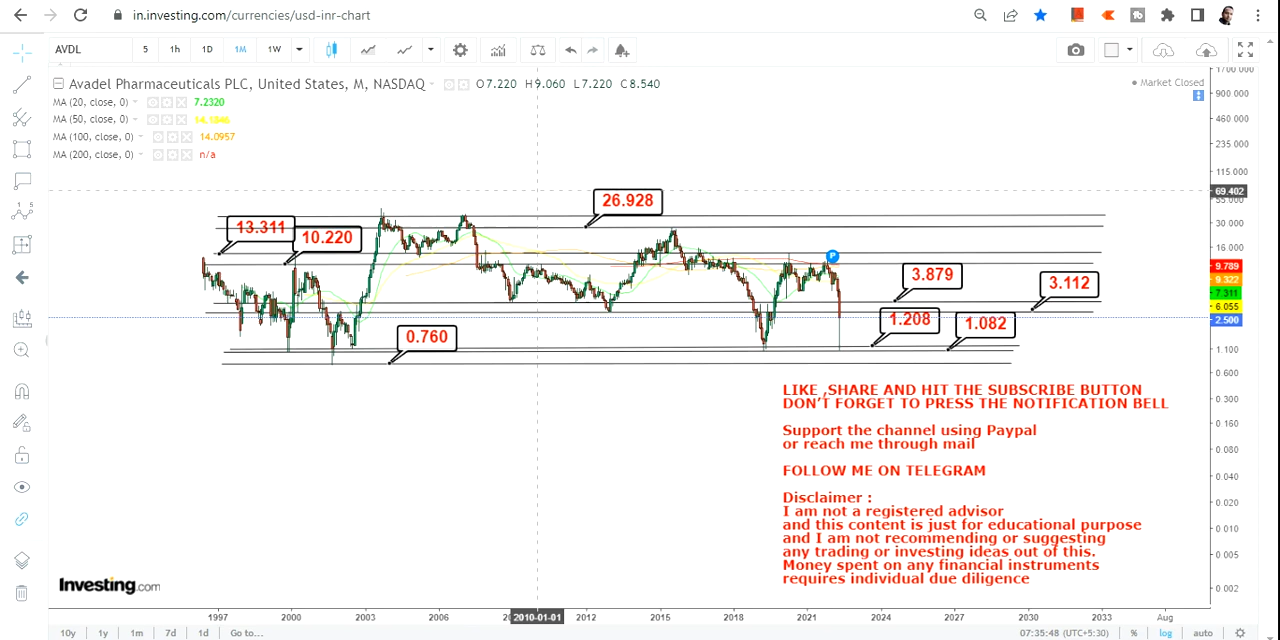 in.investing.com/currencies/usd-inr-chart
AVDL 5 1h 1D 1M 1W
Avadel Pharmaceuticals PLC, United States, M, NASDAQ O7.220 H9.060 L7.220 C8.540
Market Closed
MA (20, close, 0) 7.2320
MA (50, close, 0)
MA (100, close, 0) 14.0957
MA (200, close, 0) n/a
1700.000
900.000
460.000
235.000
115.000
69.402
55.000
30.000
16.000
9.789
9.322
7.311
6.055
2.500
1.100
0.600
0.300
0.160
0.080
0.040
0.020
0.010
0.005
0.002
26.928
13.311
10.220
P
3.879
3.112
1.208
1.082
0.760
LIKE ,SHARE AND HIT THE SUBSCRIBE BUTTON
DON'T FORGET TO PRESS THE NOTIFICATION BELL
Support the channel using Paypal
or reach me through mail
FOLLOW ME ON TELEGRAM
Disclaimer :
I am not a registered advisor
and this content is just for educational purpose
and I am not recommending or suggesting
any trading or investing ideas out of this.
Money spent on any financial instruments
requires individual due diligence
Investing.com
1997 2000 2003 2010-01-01 2012 2015 2018 2021 2024 2027 2030 2033 Aug
10y 1y 1m 7d 1d Go to... 07:35:48 (UTC+5:30) % log auto